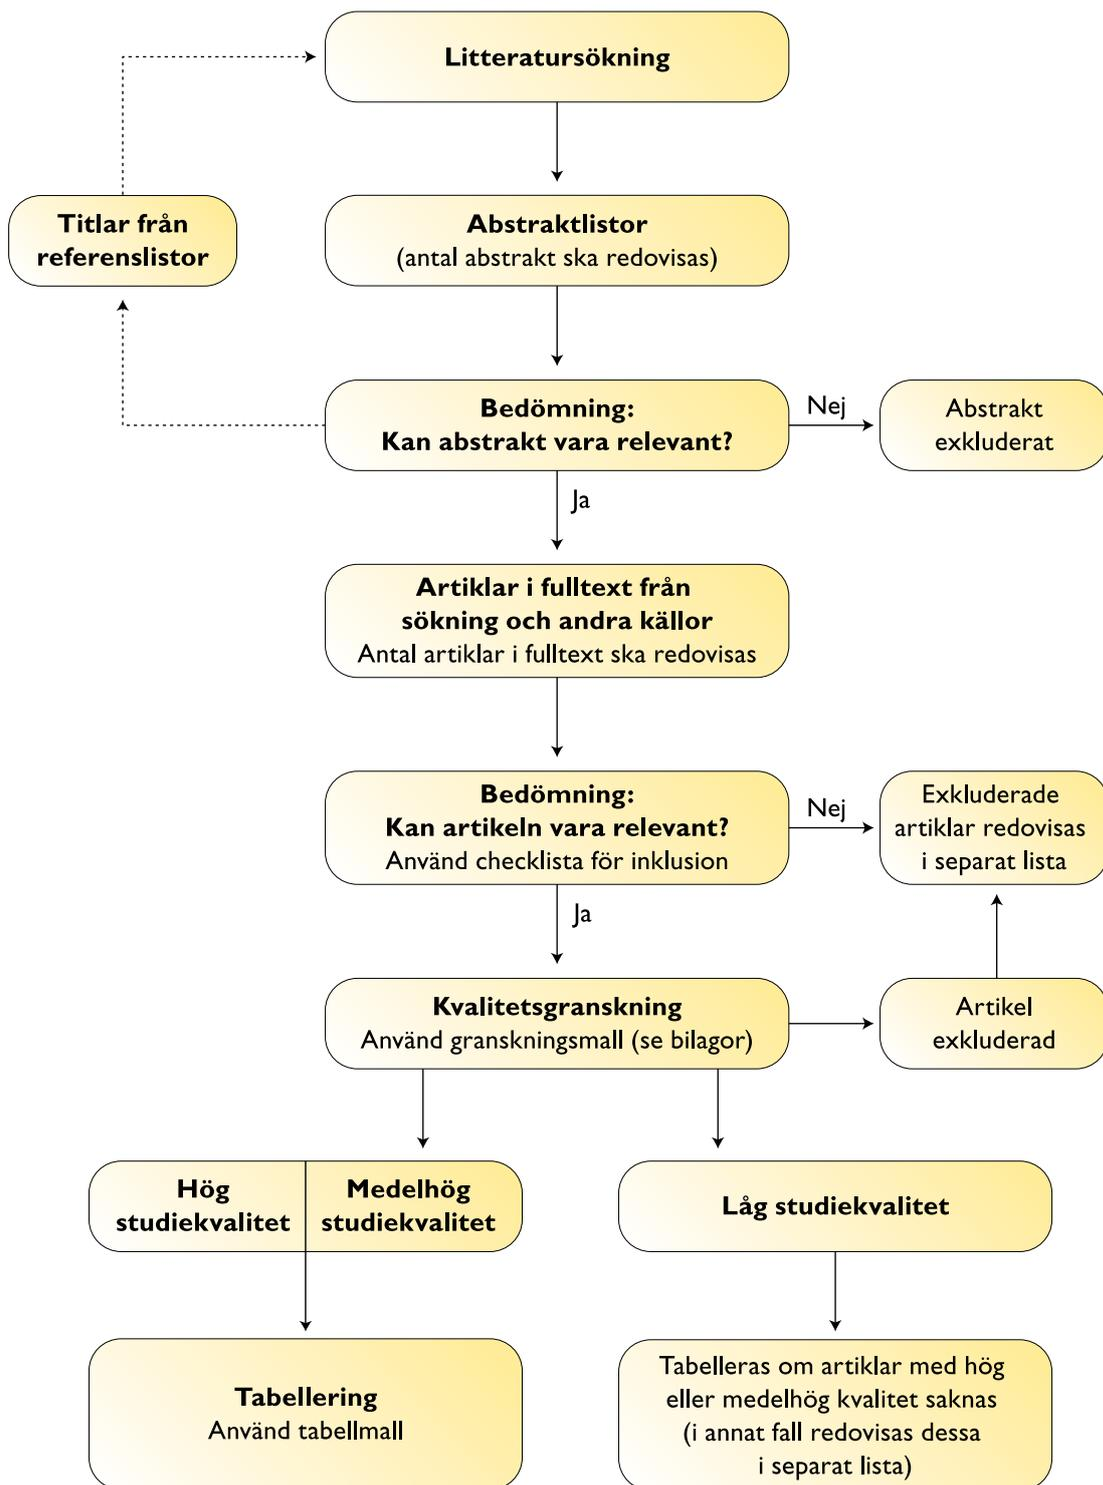 Litteratursökning
Titlar från
referenslistor
Abstraktlistor
(antal abstrakt ska redovisas)
Bedömning:
Kan abstrakt vara relevant?
Nej
Abstrakt
exkluderat
Ja
Artiklar i fulltext från
sökning och andra källor
Antal artiklar i fulltext ska redovisas
Bedömning:
Kan artikeln vara relevant?
Använd checklista för inklusion
Nej
Exkluderade
artiklar redovisas
i separat lista
Ja
Kvalitetsgranskning
Använd granskningsmall (se bilagor)
Artikel
exkluderad
Hög
studiekvalitet
Medelhög
studiekvalitet
Låg studiekvalitet
Tabellering
Använd tabellmall
Tabelleras om artiklar med hög
eller medelhög kvalitet saknas
(i annat fall redovisas dessa
i separat lista)